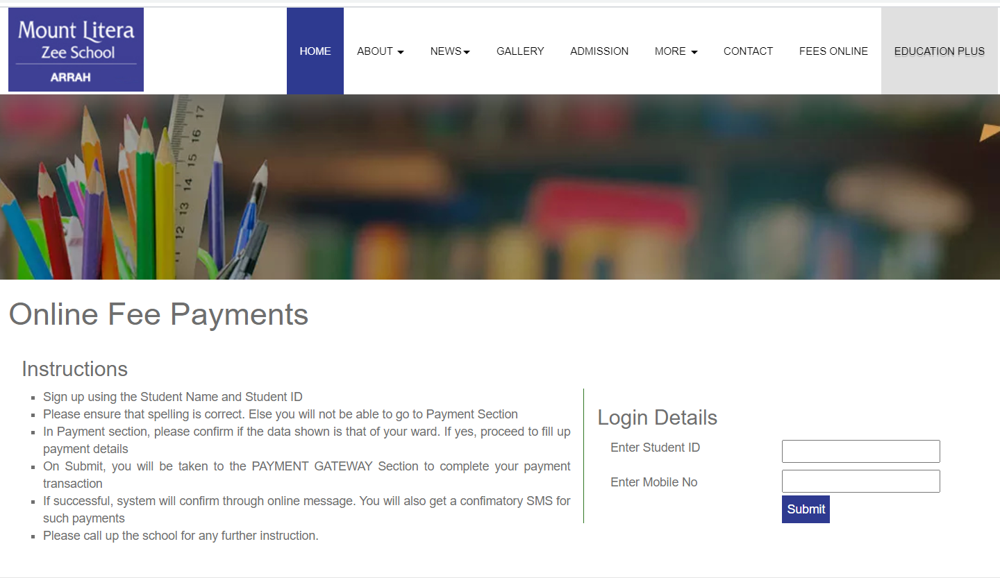 Mount Litera
Zee School
ARRAH
HOME ABOUT NEWS GALLERY ADMISSION MORE CONTACT FEES ONLINE EDUCATION PLUS
17
16
15
14
13
12
11
Online Fee Payments
Instructions
Sign up using the Student Name and Student ID
Please ensure that spelling is correct. Else you will not be able to go to Payment Section
In Payment section, please confirm if the data shown is that of your ward. If yes, proceed to fill up
payment details
On Submit, you will be taken to the PAYMENT GATEWAY Section to complete your payment
transaction
If successful, system will confirm through online message. You will also get a confimatory SMS for
such payments
Please call up the school for any further instruction.
Login Details
Enter Student ID
Enter Mobile No
Submit